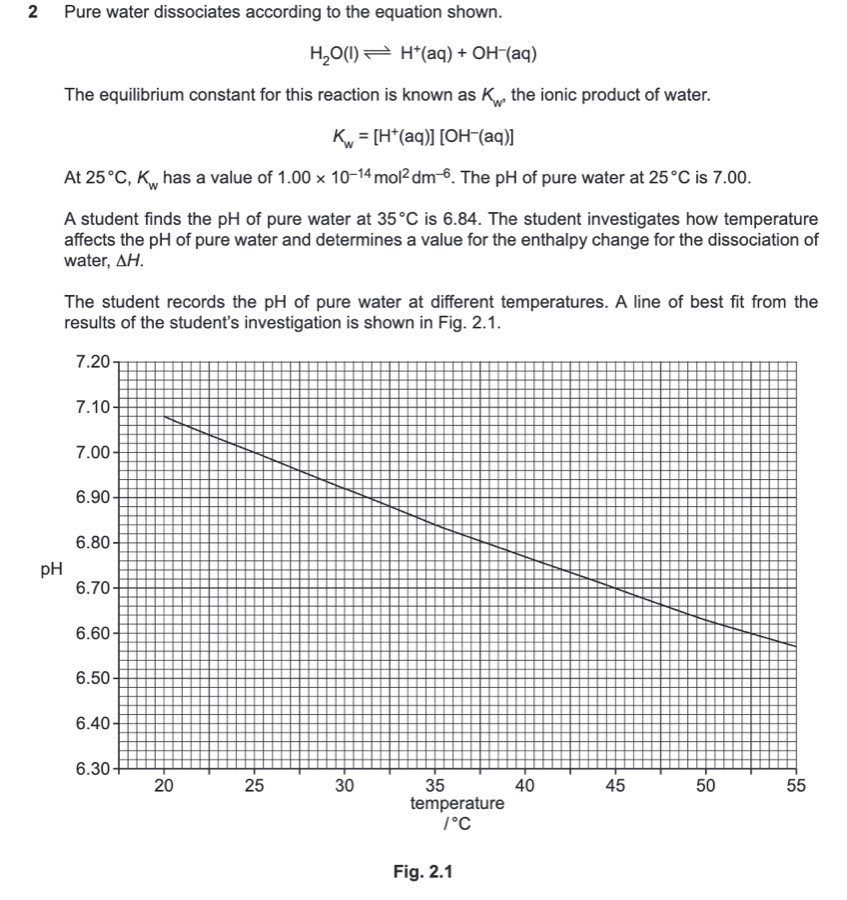 2 Pure water dissociates according to the equation shown.
H₂O(l) ⇌ H⁺(aq) + OH⁻(aq)
The equilibrium constant for this reaction is known as K_w, the ionic product of water.
K_w = [H⁺(aq)] [OH⁻(aq)]
At 25 °C, K_w has a value of 1.00 × 10⁻¹⁴ mol² dm⁻⁶. The pH of pure water at 25 °C is 7.00.
A student finds the pH of pure water at 35 °C is 6.84. The student investigates how temperature
affects the pH of pure water and determines a value for the enthalpy change for the dissociation of
water, ΔH.
The student records the pH of pure water at different temperatures. A line of best fit from the
results of the student's investigation is shown in Fig. 2.1.
7.20
7.10
7.00
6.90
6.80
pH
6.70
6.60
6.50
6.40
6.30
20 25 30 35 40 45 50 55
temperature
/ °C
Fig. 2.1